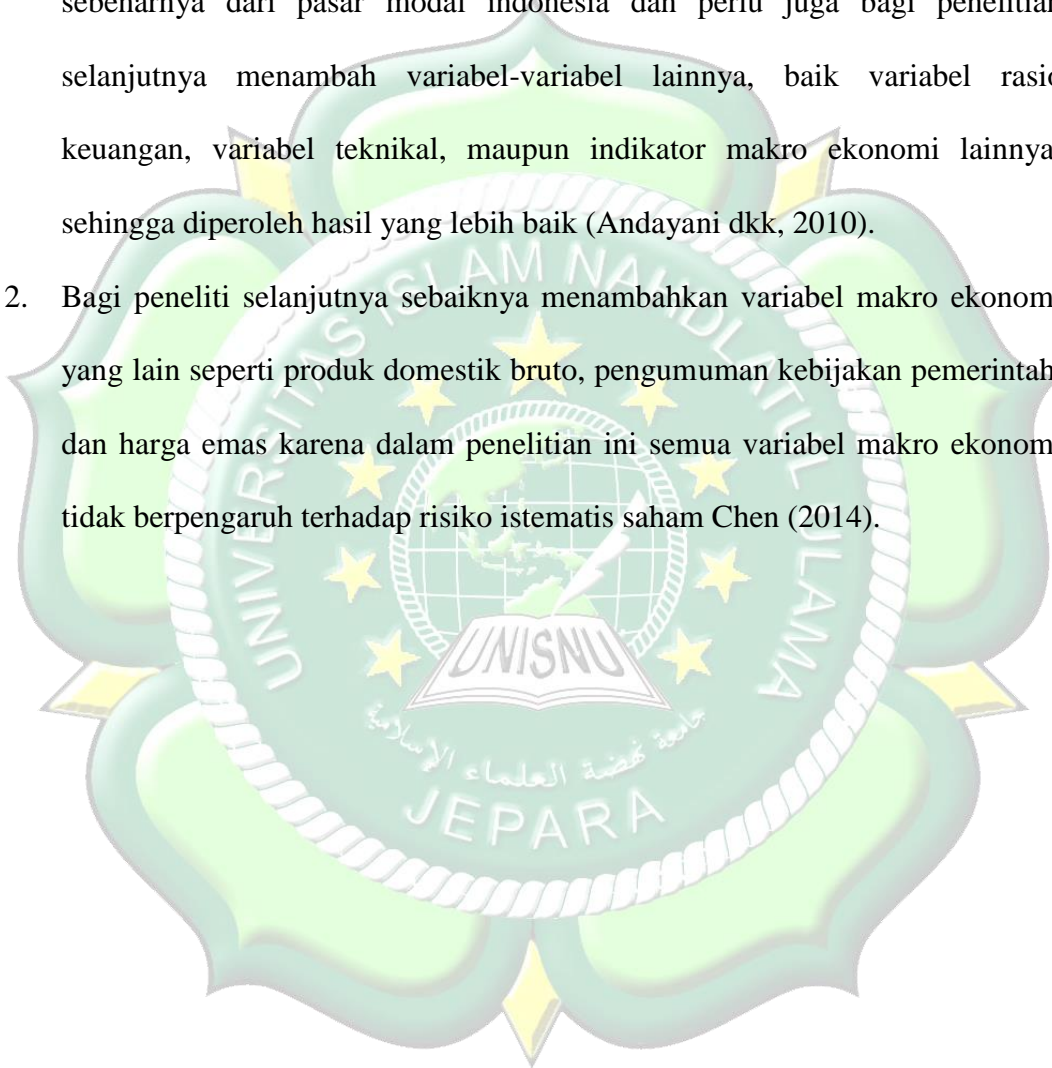 sebenarnya dari pasar modal indonesia dan perlu juga bagi penelitian
selanjutnya menambah variabel-variabel lainnya, baik variabel rasio
keuangan, variabel teknikal, maupun indikator makro ekonomi lainnya
sehingga diperoleh hasil yang lebih baik (Andayani dkk, 2010).
2. Bagi peneliti selanjutnya sebaiknya menambahkan variabel makro ekonomi
yang lain seperti produk domestik bruto, pengumuman kebijakan pemerintah
dan harga emas karena dalam penelitian ini semua variabel makro ekonomi
tidak berpengaruh terhadap risiko istematis saham Chen (2014).
UNIVERSITAS ISLAM NAHDLATUL ULAMA
UNISNU
جامعة نهضة العلماء الإسلامية
JEPARA